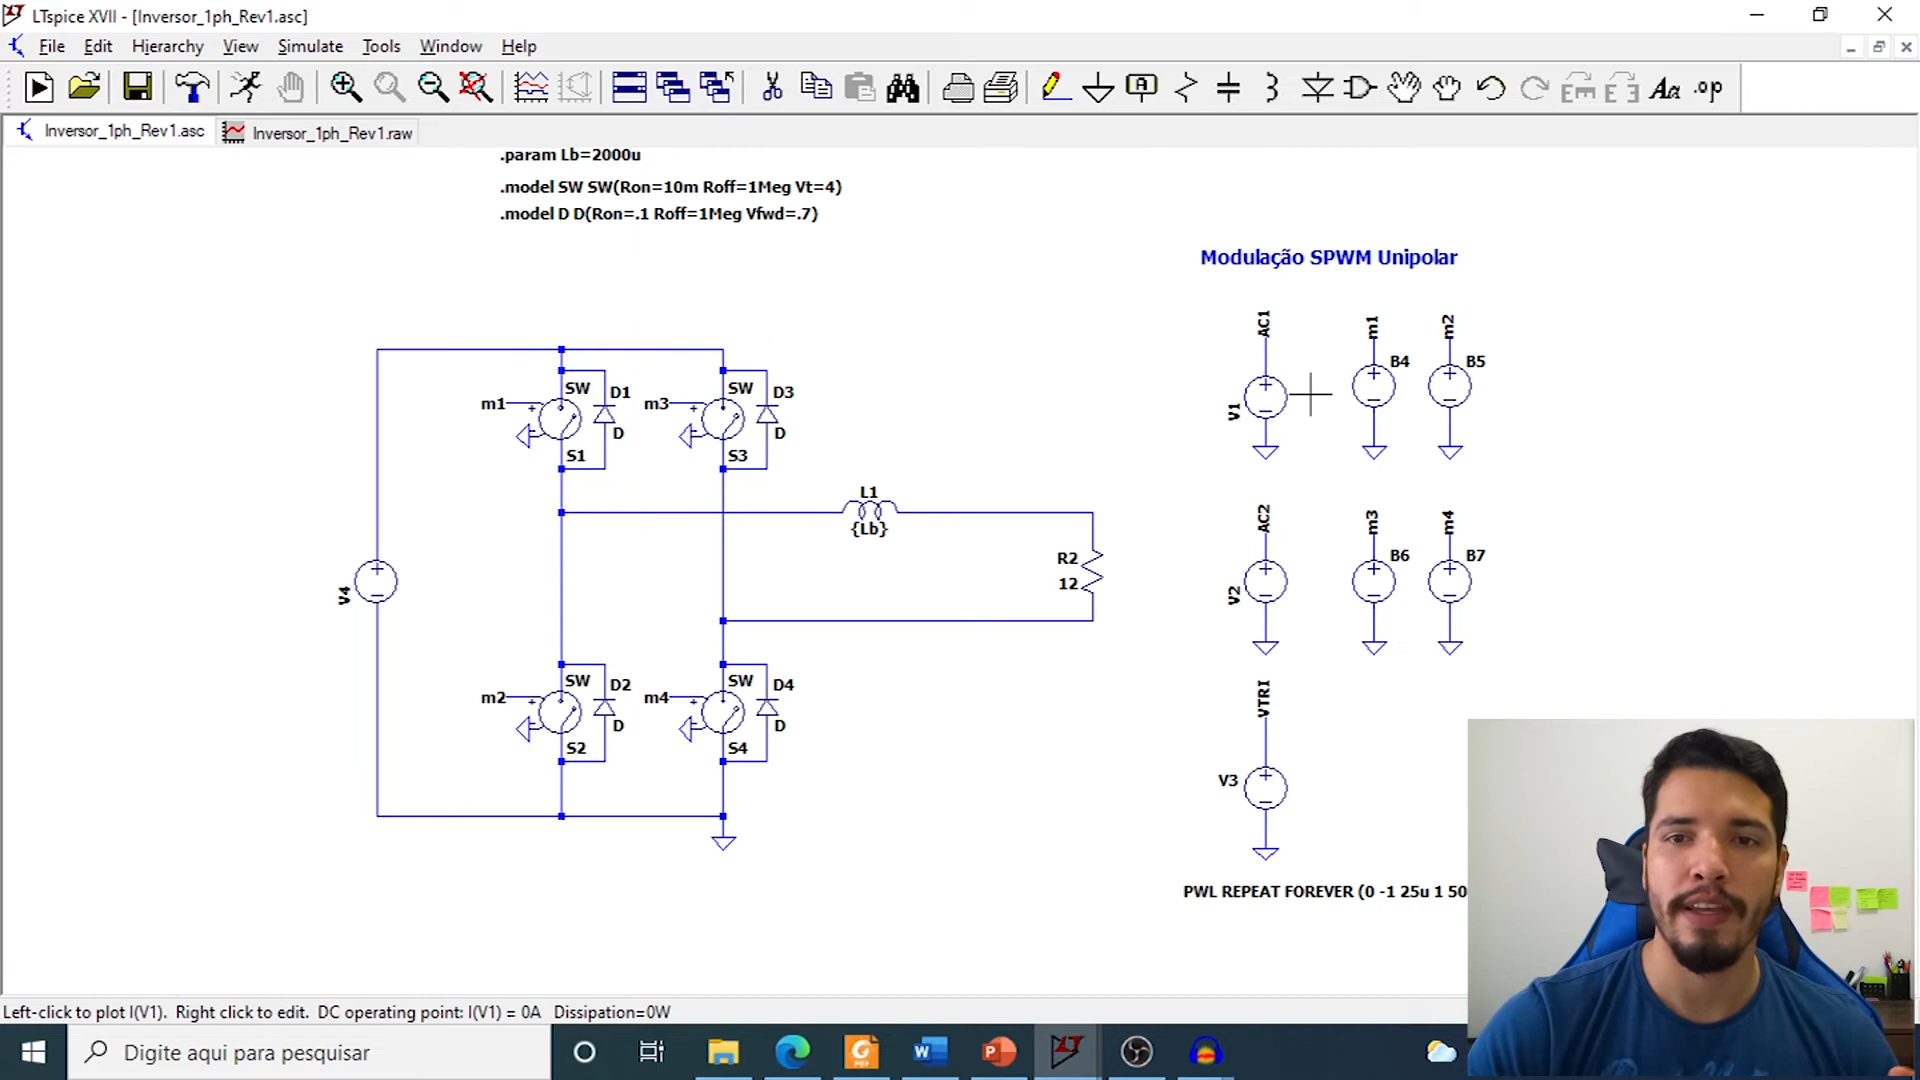 LTspice XVII - [Inversor_1ph_Rev1.asc]
File Edit Hierarchy View Simulate Tools Window Help
A Aa .op
Inversor_1ph_Rev1.asc Inversor_1ph_Rev1.raw
.param Lb=2000u
.model SW SW(Ron=10m Roff=1Meg Vt=4)
.model D D(Ron=.1 Roff=1Meg Vfwd=.7)
Modulação SPWM Unipolar
AC1 m1 m2
V1 B4 B5
m1 SW D1 D S1
m3 SW D3 D S3
L1
{Lb}
R2
12
V4
AC2 m3 m4
V2 B6 B7
m2 SW D2 D S2
m4 SW D4 D S4
VTRI
V3
PWL REPEAT FOREVER (0 -1 25u 1 50
Left-click to plot I(V1). Right click to edit. DC operating point: I(V1) = 0A Dissipation=0W
Digite aqui para pesquisar